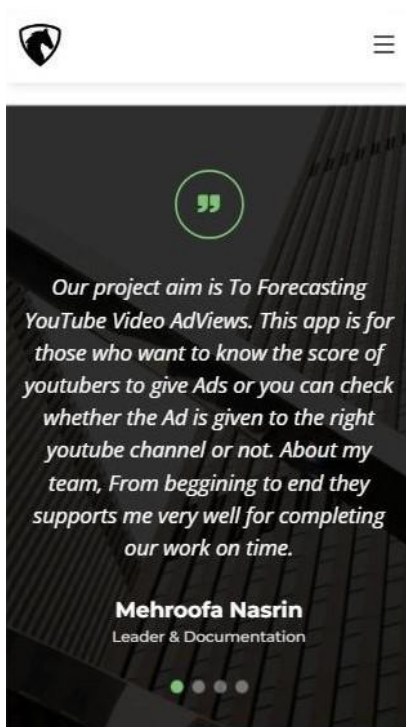 Our project aim is To Forecasting
YouTube Video AdViews. This app is for
those who want to know the score of
youtubers to give Ads or you can check
whether the Ad is given to the right
youtube channel or not. About my
team, From beggining to end they
supports me very well for completing
our work on time.
Mehroofa Nasrin
Leader & Documentation